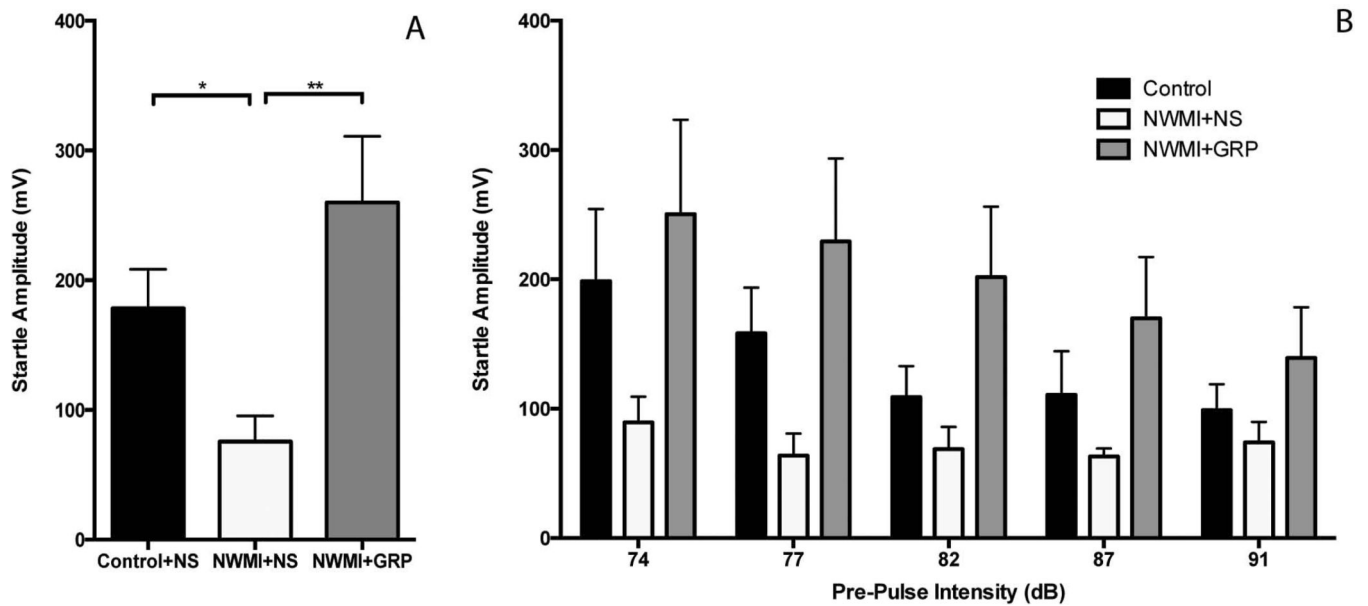 A
Startle Amplitude (mV)
400
300
200
100
0
*
**
Control+NS
NWMI+NS
NWMI+GRP
B
Startle Amplitude (mV)
400
300
200
100
0
Control
NWMI+NS
NWMI+GRP
74
77
82
87
91
Pre-Pulse Intensity (dB)